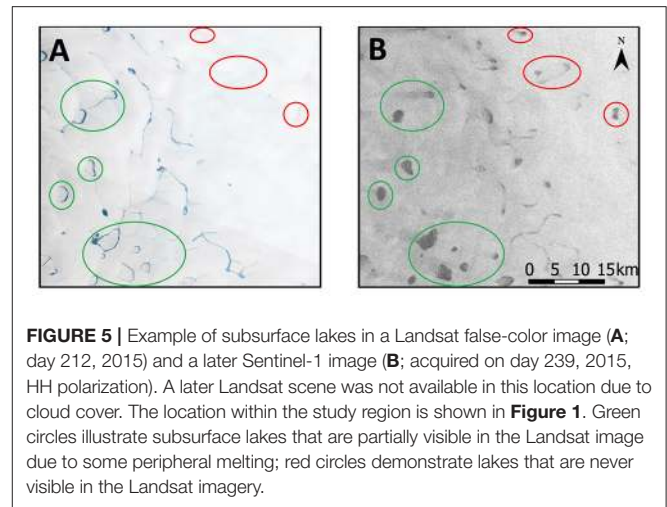 A
B
N
0 5 10 15km
FIGURE 5 | Example of subsurface lakes in a Landsat false-color image (A;
day 212, 2015) and a later Sentinel-1 image (B; acquired on day 239, 2015,
HH polarization). A later Landsat scene was not available in this location due to
cloud cover. The location within the study region is shown in Figure 1. Green
circles illustrate subsurface lakes that are partially visible in the Landsat image
due to some peripheral melting; red circles demonstrate lakes that are never
visible in the Landsat imagery.